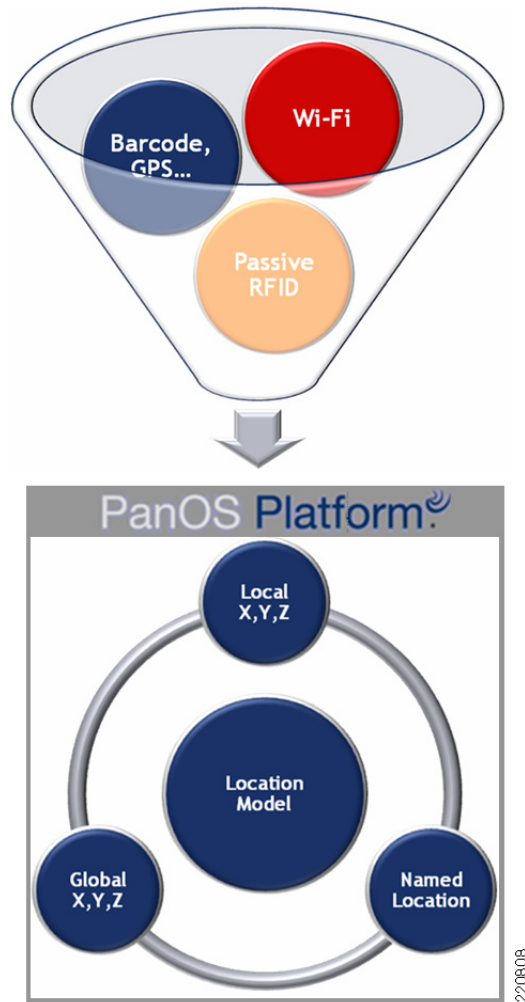 Wi-Fi
Barcode,
GPS...
Passive
RFID
PanOS Platform
Local
X,Y,Z
Location
Model
Global
X,Y,Z
Named
Location
220808